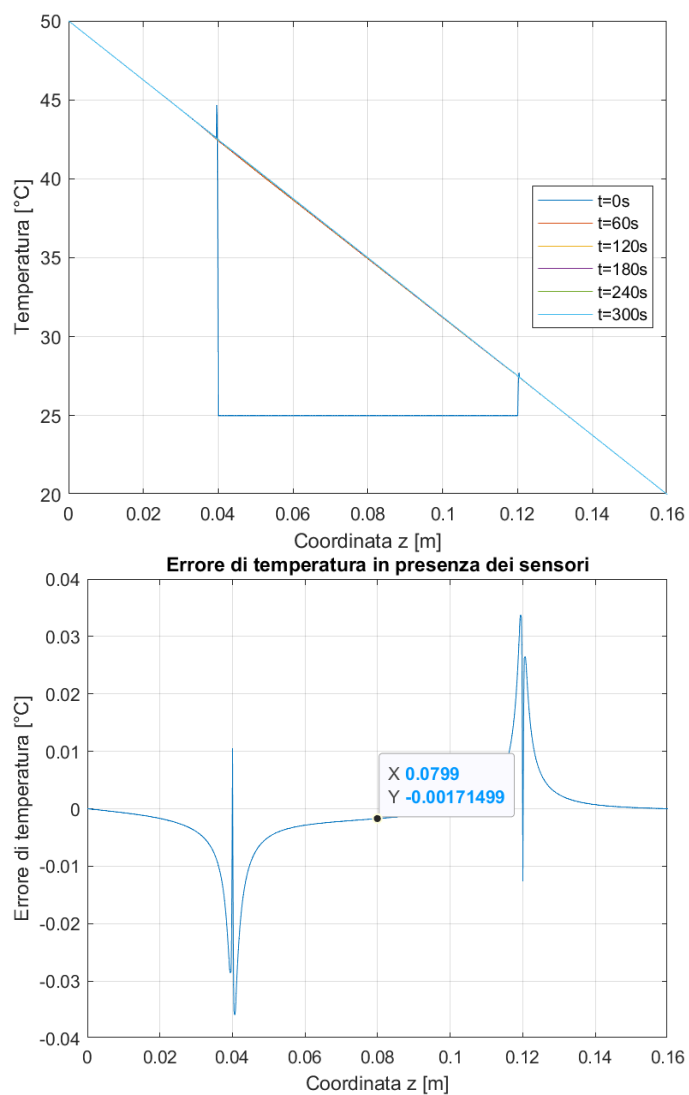 50
45
40
35
30
25
20
Temperatura [°C]
t=0s
t=60s
t=120s
t=180s
t=240s
t=300s
0 0.02 0.04 0.06 0.08 0.1 0.12 0.14 0.16
Coordinata z [m]
Errore di temperatura in presenza dei sensori
0.04
0.03
0.02
0.01
0
-0.01
-0.02
-0.03
-0.04
Errore di temperatura [°C]
X 0.0799
Y -0.00171499
0 0.02 0.04 0.06 0.08 0.1 0.12 0.14 0.16
Coordinata z [m]